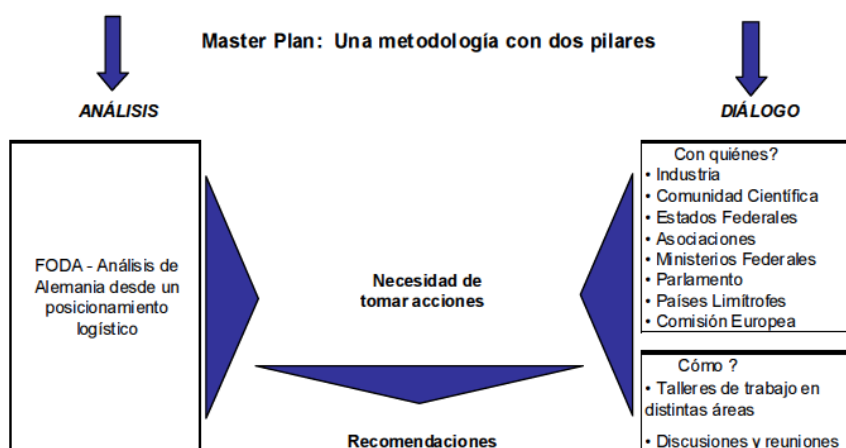 Master Plan: Una metodología con dos pilares
ANÁLISIS
DIÁLOGO
FODA - Análisis de
Alemania desde un
posicionamiento
logístico
Necesidad de
tomar acciones
Recomendaciones
Con quiénes?
• Industria
• Comunidad Científica
• Estados Federales
• Asociaciones
• Ministerios Federales
• Parlamento
• Países Limítrofes
• Comisión Europea
Cómo ?
• Talleres de trabajo en
distintas áreas
• Discusiones y reuniones